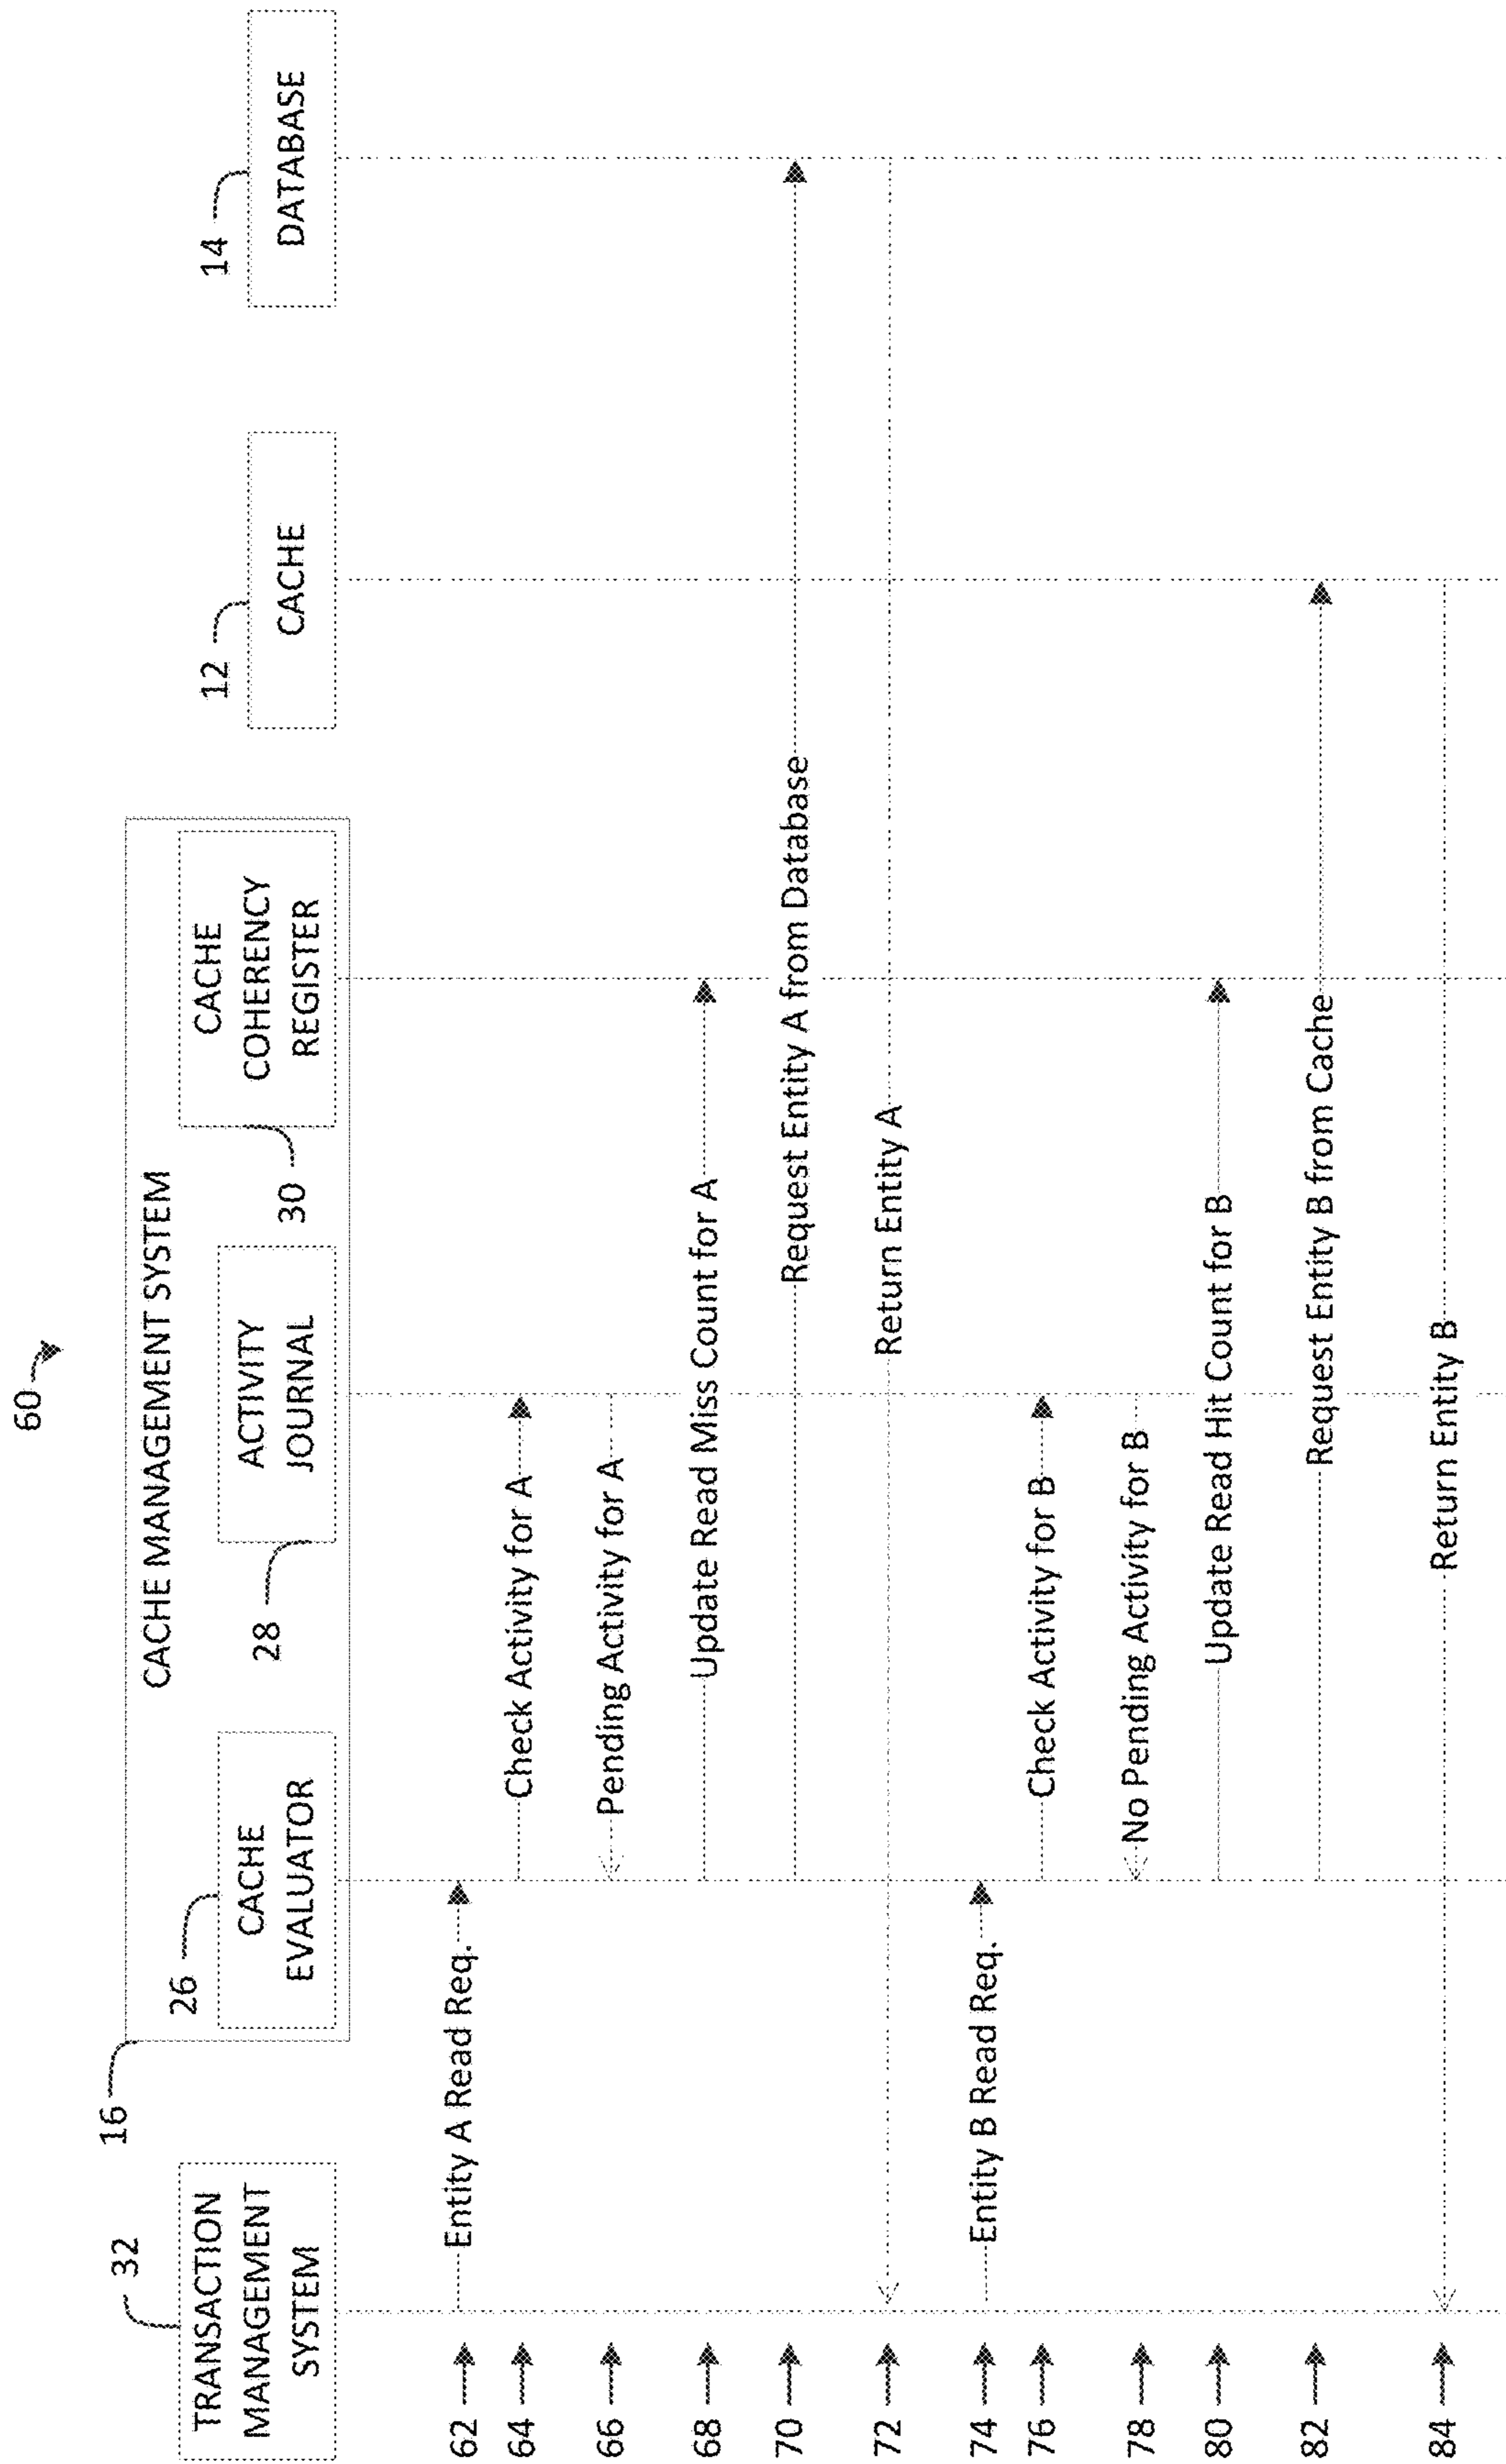 60
CACHE MANAGEMENT SYSTEM
16
32
TRANSACTION
MANAGEMENT
SYSTEM
26
CACHE
EVALUATOR
28
ACTIVITY
JOURNAL
30
CACHE
COHERENCY
REGISTER
12
CACHE
14
DATABASE
62
Entity A Read Req.
64
Check Activity for A
66
Pending Activity for A
68
Update Read Miss Count for A
70
Request Entity A from Database
72
Return Entity A
74
Entity B Read Req.
76
Check Activity for B
78
No Pending Activity for B
80
Update Read Hit Count for B
82
Request Entity B from Cache
84
Return Entity B